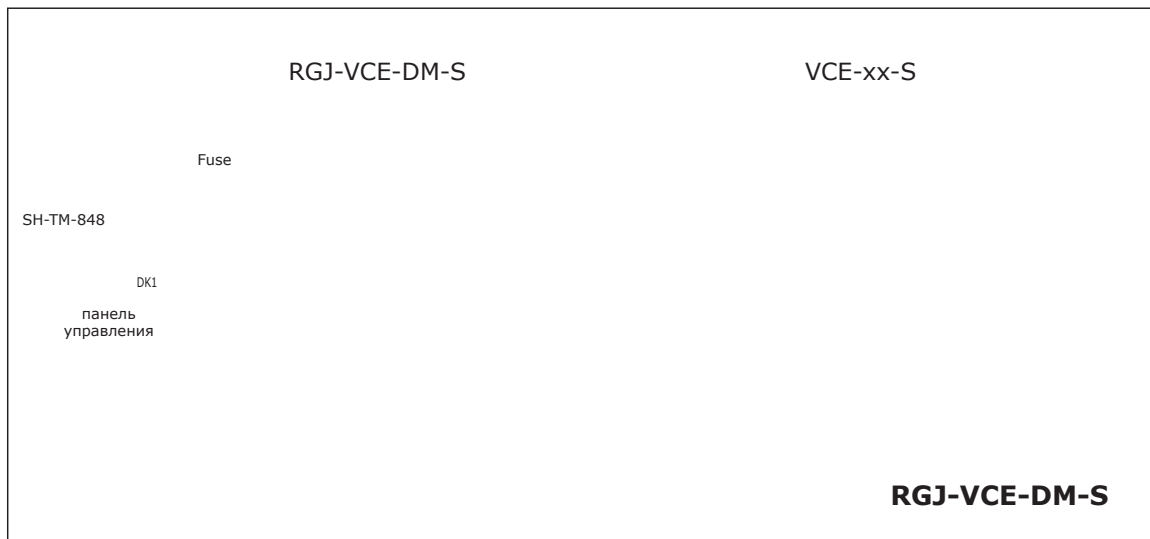 RGJ-VCE-DM-S
VCE-xx-S
Fuse
SH-TM-848
DK1
панель
управления
RGJ-VCE-DM-S